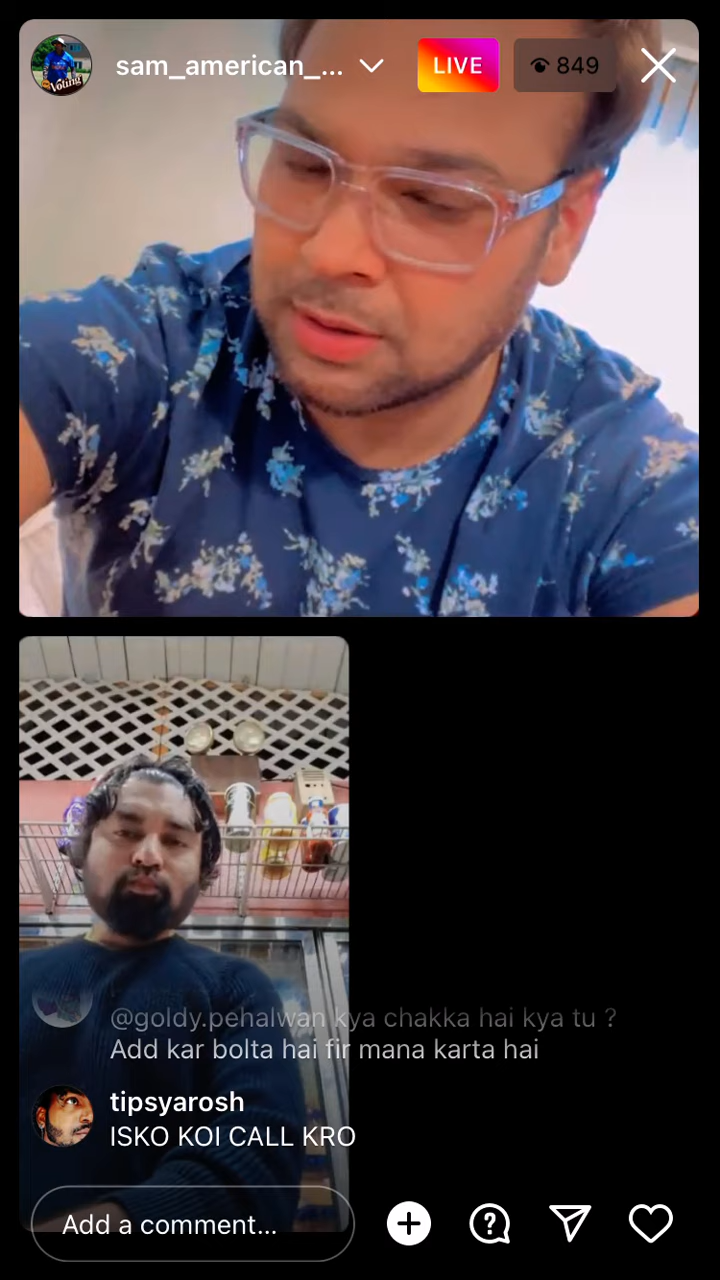 sam_american_...
LIVE
849
Young
@goldy.pehalwan kya chakka hai kya tu ?
Add kar bolta hai fir mana karta hai
tipsyarosh
ISKO KOI CALL KRO
Add a comment...